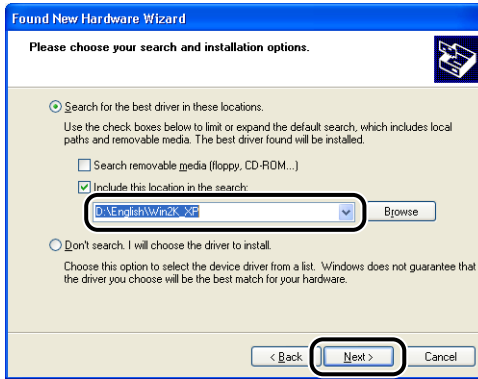 Found New Hardware Wizard
Please choose your search and installation options.
Search for the best driver in these locations.
Use the check boxes below to limit or expand the default search, which includes local
paths and removable media. The best driver found will be installed.
Search removable media (floppy, CD-ROM...)
Include this location in the search:
D:\English\Win2K_XP
Browse
Don't search. I will choose the driver to install.
Choose this option to select the device driver from a list. Windows does not guarantee that
the driver you choose will be the best match for your hardware.
< Back
Next >
Cancel